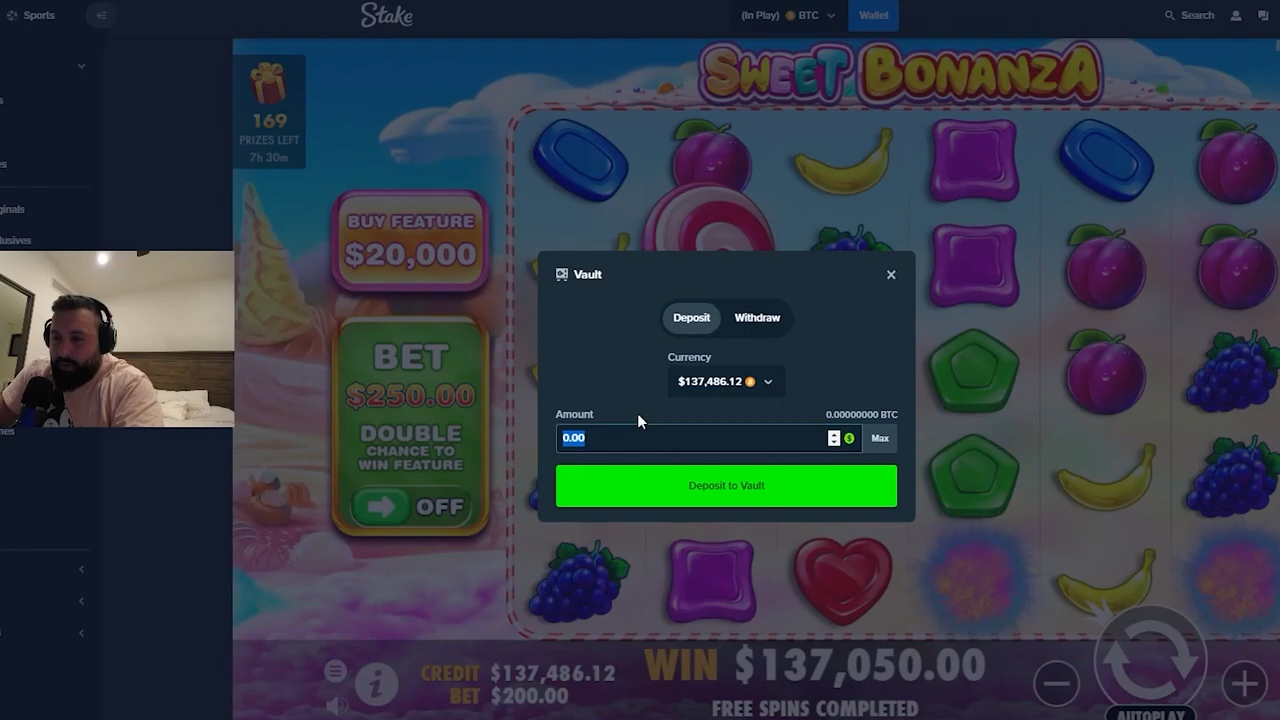 Sports
Stake
(In Play) BTC
Wallet
Search
169
PRIZES LEFT
7h 30m
SWEET BONANZA
BUY FEATURE
$20,000
BET
$250.00
DOUBLE
CHANCE TO
WIN FEATURE
OFF
Vault
Deposit Withdraw
Currency
$137,486.12
Amount 0.00000000 BTC
0.00 $ Max
Deposit to Vault
CREDIT $137,486.12
BET $200.00
WIN $137,050.00
FREE SPINS COMPLETED
AUTOPLAY